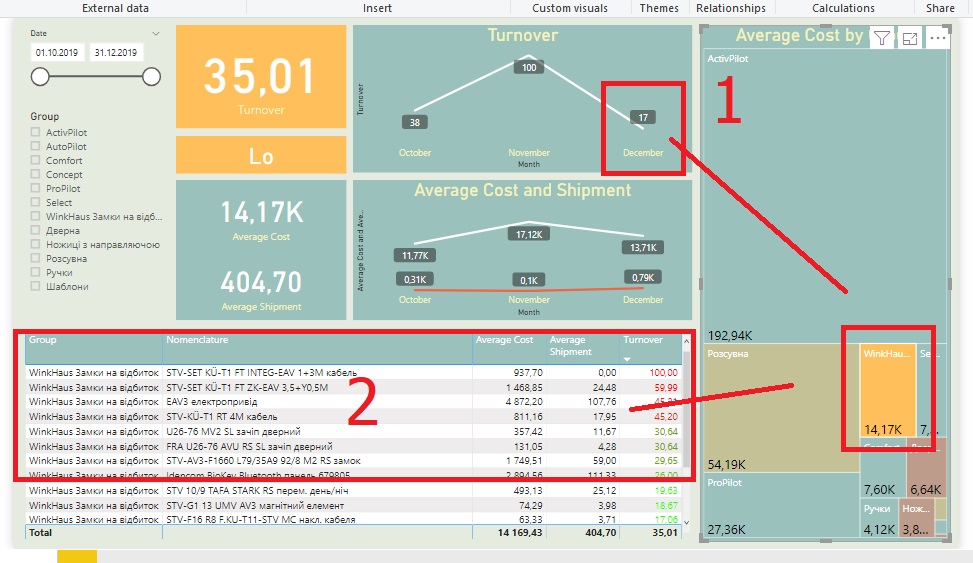 External data
Insert
Custom visuals
Themes
Relationships
Calculations
Share
Date
01.10.2019 31.12.2019
Group
ActivPilot
AutoPilot
Comfort
Concept
ProPilot
Select
WinkHaus Замки на відб...
Дверна
Ножиці з направляючою
Розсувна
Ручки
Шаблони
35,01
Turnover
Lo
14,17K
Average Cost
404,70
Average Shipment
Turnover
Turnover
38
100
17
October November December
Month
Average Cost and Shipment
Average Cost and Ave...
11,77K 17,12K 13,71K
0,31K 0,1K 0,79K
October November December
Month
Average Cost by
ActivPilot
1
192,94K
Розсувна
54,19K
ProPilot
27,36K
WinkHau...
14,17K
Se...
7,...
7,60K
6,64K
Ручки
4,12K
Нож...
3,8...
2
Group Nomenclature Average Cost Average Shipment Turnover
WinkHaus Замки на відбиток STV-SET KÜ-T1 FT INTEG-EAV 1+3M кабель 937,70 0,00 100,00
WinkHaus Замки на відбиток STV-SET KÜ-T1 FT ZK-EAV 3,5+Y0,5M 1 468,85 24,48 59,99
WinkHaus Замки на відбиток EAV3 електропривід 4 872,20 107,76
WinkHaus Замки на відбиток STV-KÜ-T1 RT 4M кабель 811,16 17,95 45,20
WinkHaus Замки на відбиток U26-76 MV2 SL зачіп дверний 357,42 11,67 30,64
WinkHaus Замки на відбиток FRA U26-76 AVU RS SL зачіп дверний 131,05 4,28 30,64
WinkHaus Замки на відбиток STV-AV3-F1660 L79/35A9 92/8 M2 RS замок 1 749,51 59,00 29,65
WinkHaus Замки на відбиток Idencom BioKey Bluetooth панель 679805 2 894,56 111,33 26,00
WinkHaus Замки на відбиток STV 10/9 TAFA STARK RS перем. день/ніч 493,13 25,12 19,63
WinkHaus Замки на відбиток STV-G1 13 UMV AV3 магнітний елемент 74,29 3,98 18,67
WinkHaus Замки на відбиток STV-F16 R8 F.KU-T11-STV MC накл. кабеля 63,33 3,71 17,06
Total 14 169,43 404,70 35,01